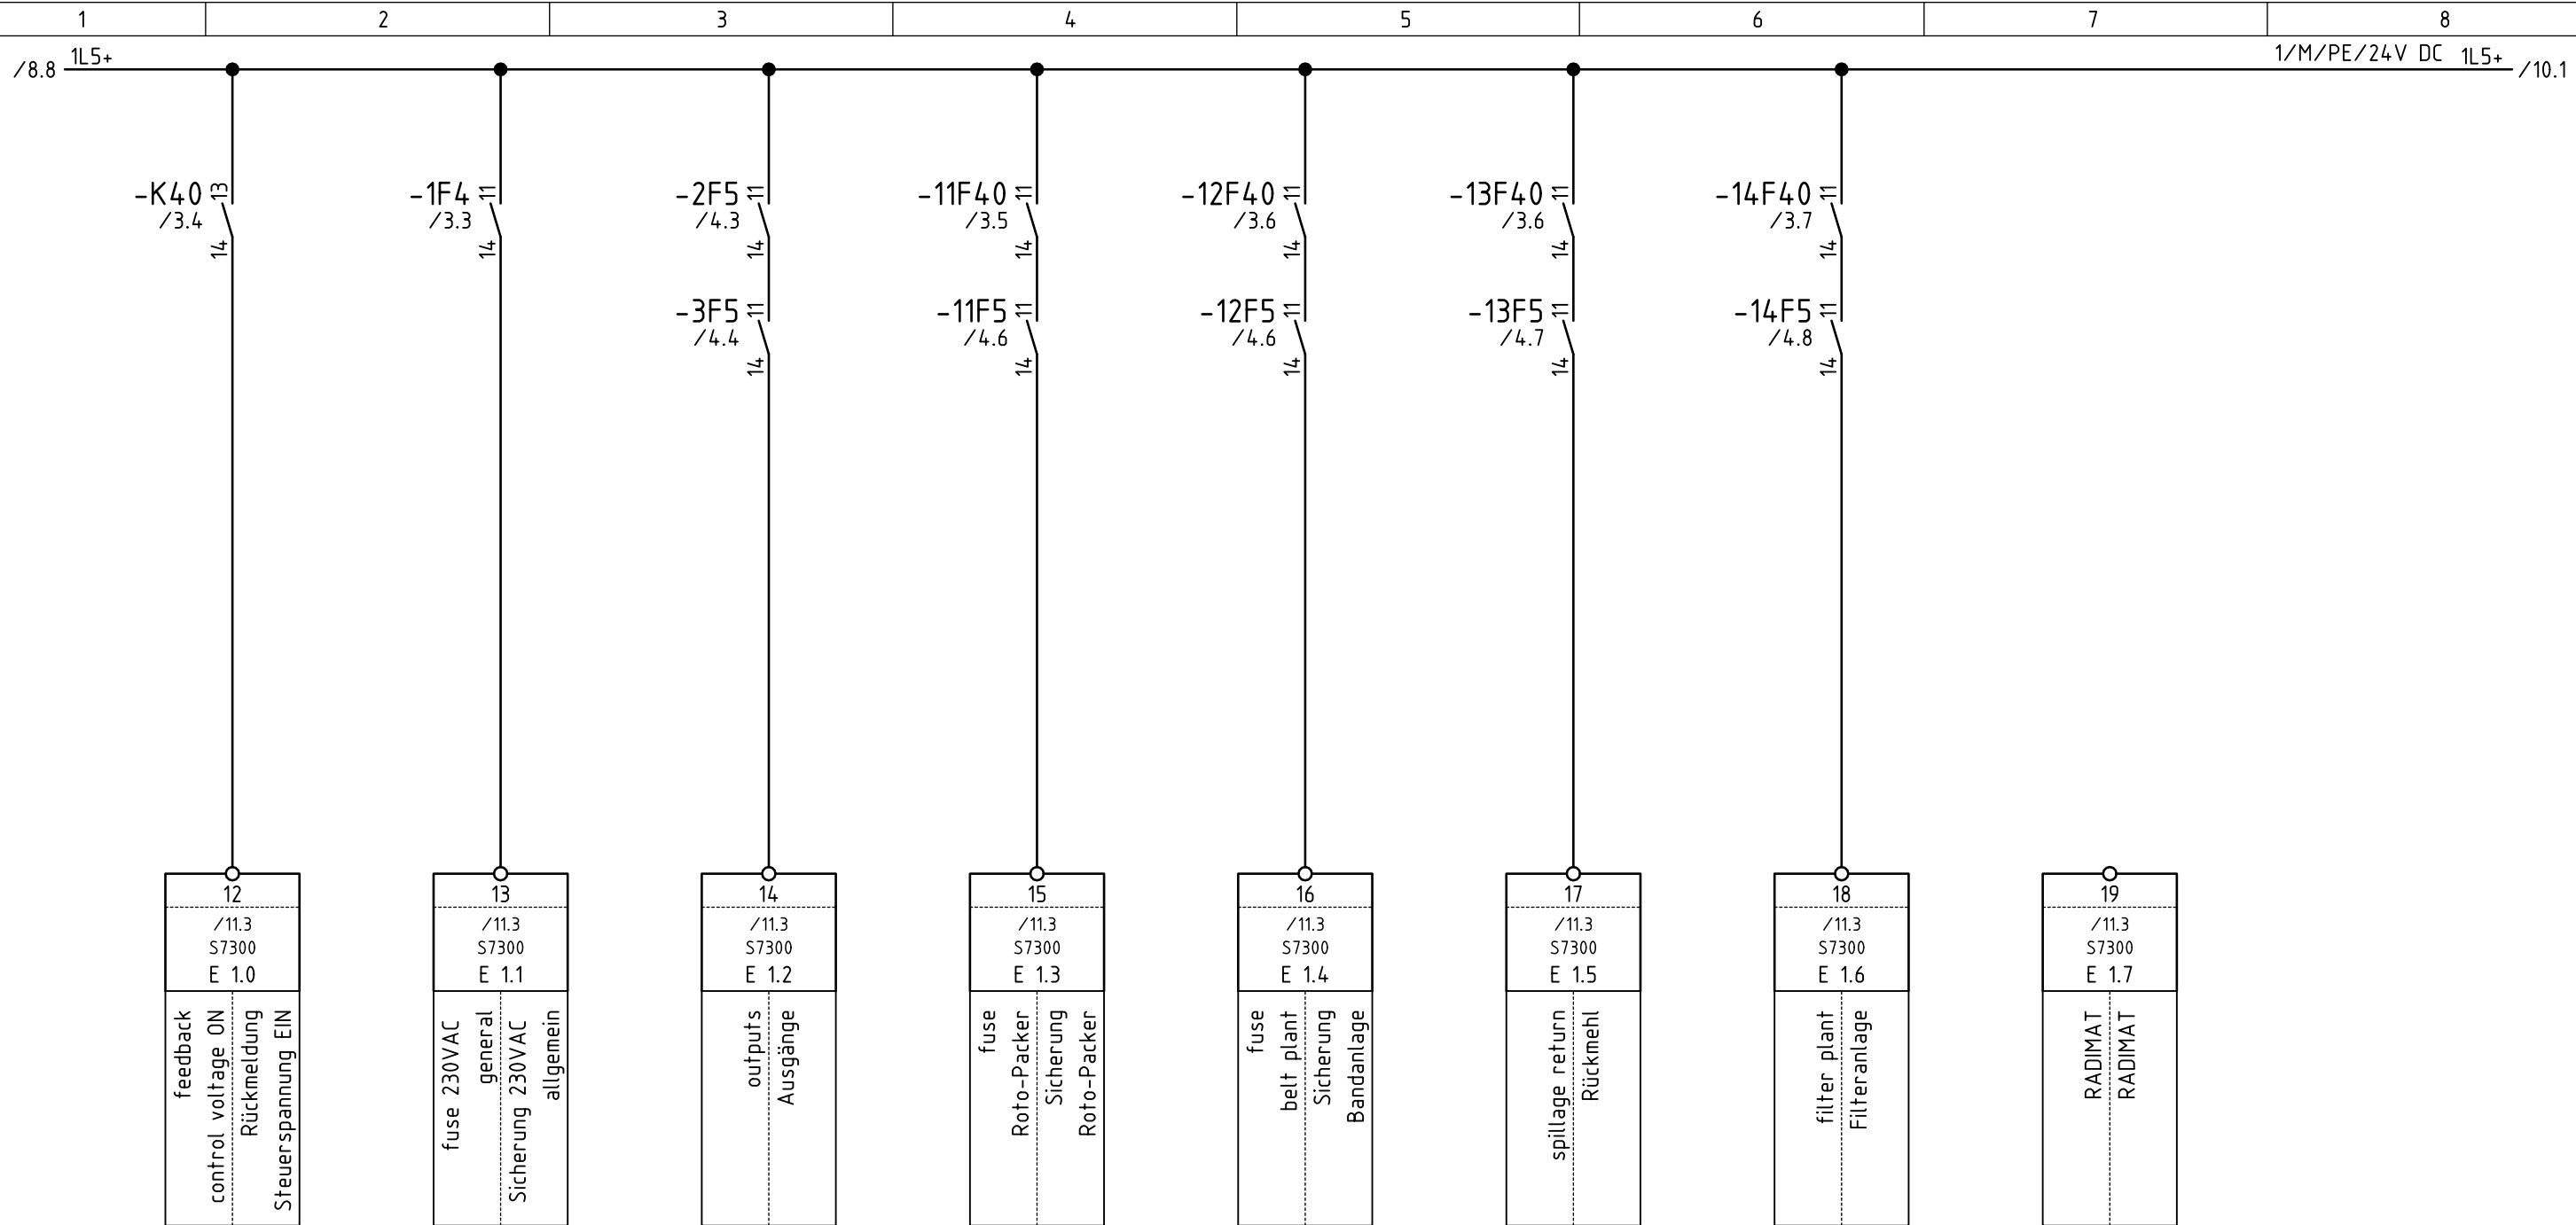 1 2 3 4 5 6 7 8
/8.8 1L5+ 1/M/PE/24V DC 1L5+ /10.1
-K40 13
/3.4
14
-1F4 11
/3.3
14
-2F5 11
/4.3
14
-3F5 11
/4.4
14
-11F40 11
/3.5
14
-11F5 11
/4.6
14
-12F40 11
/3.6
14
-12F5 11
/4.6
14
-13F40 11
/3.6
14
-13F5 11
/4.7
14
-14F40 11
/3.7
14
-14F5 11
/4.8
14
12
/11.3
S7300
E 1.0
feedback
control voltage ON
Rückmeldung
Steuerspannung EIN
13
/11.3
S7300
E 1.1
fuse 230VAC
general
Sicherung 230VAC
allgemein
14
/11.3
S7300
E 1.2
outputs
Ausgänge
15
/11.3
S7300
E 1.3
fuse
Roto-Packer
Sicherung
Roto-Packer
16
/11.3
S7300
E 1.4
fuse
belt plant
Sicherung
Bandanlage
17
/11.3
S7300
E 1.5
spillage return
Rückmehl
18
/11.3
S7300
E 1.6
filter plant
Filteranlage
19
/11.3
S7300
E 1.7
RADIMAT
RADIMAT